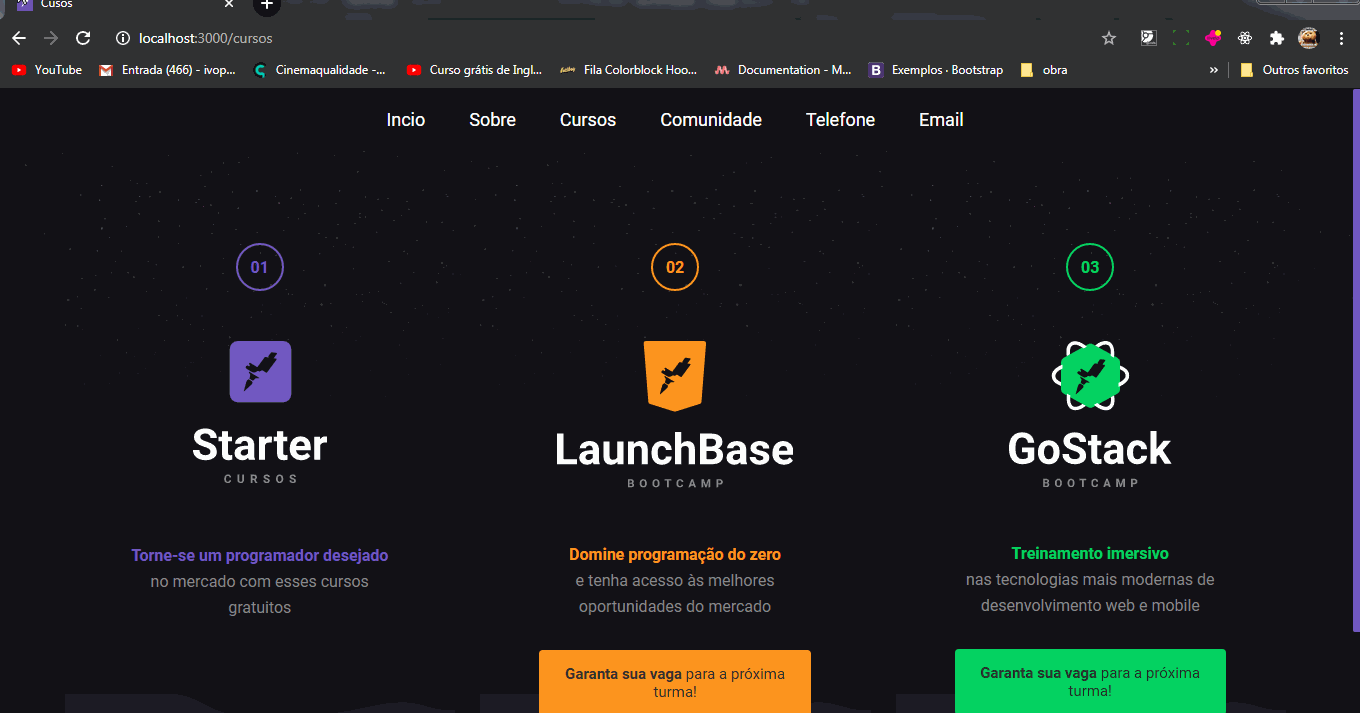 Cusos
localhost:3000/cursos
YouTube
Entrada (466) - ivop...
Cinemaqualidade -...
Curso grátis de Ingl...
Fila Colorblock Hoo...
Documentation - M...
B
Exemplos · Bootstrap
obra
»
Outros favoritos
Incio
Sobre
Cursos
Comunidade
Telefone
Email
01
02
03
Starter
CURSOS
LaunchBase
BOOTCAMP
GoStack
BOOTCAMP
Torne-se um programador desejado
no mercado com esses cursos
gratuitos
Domine programação do zero
e tenha acesso às melhores
oportunidades do mercado
Treinamento imersivo
nas tecnologias mais modernas de
desenvolvimento web e mobile
Garanta sua vaga para a próxima
turma!
Garanta sua vaga para a próxima
turma!